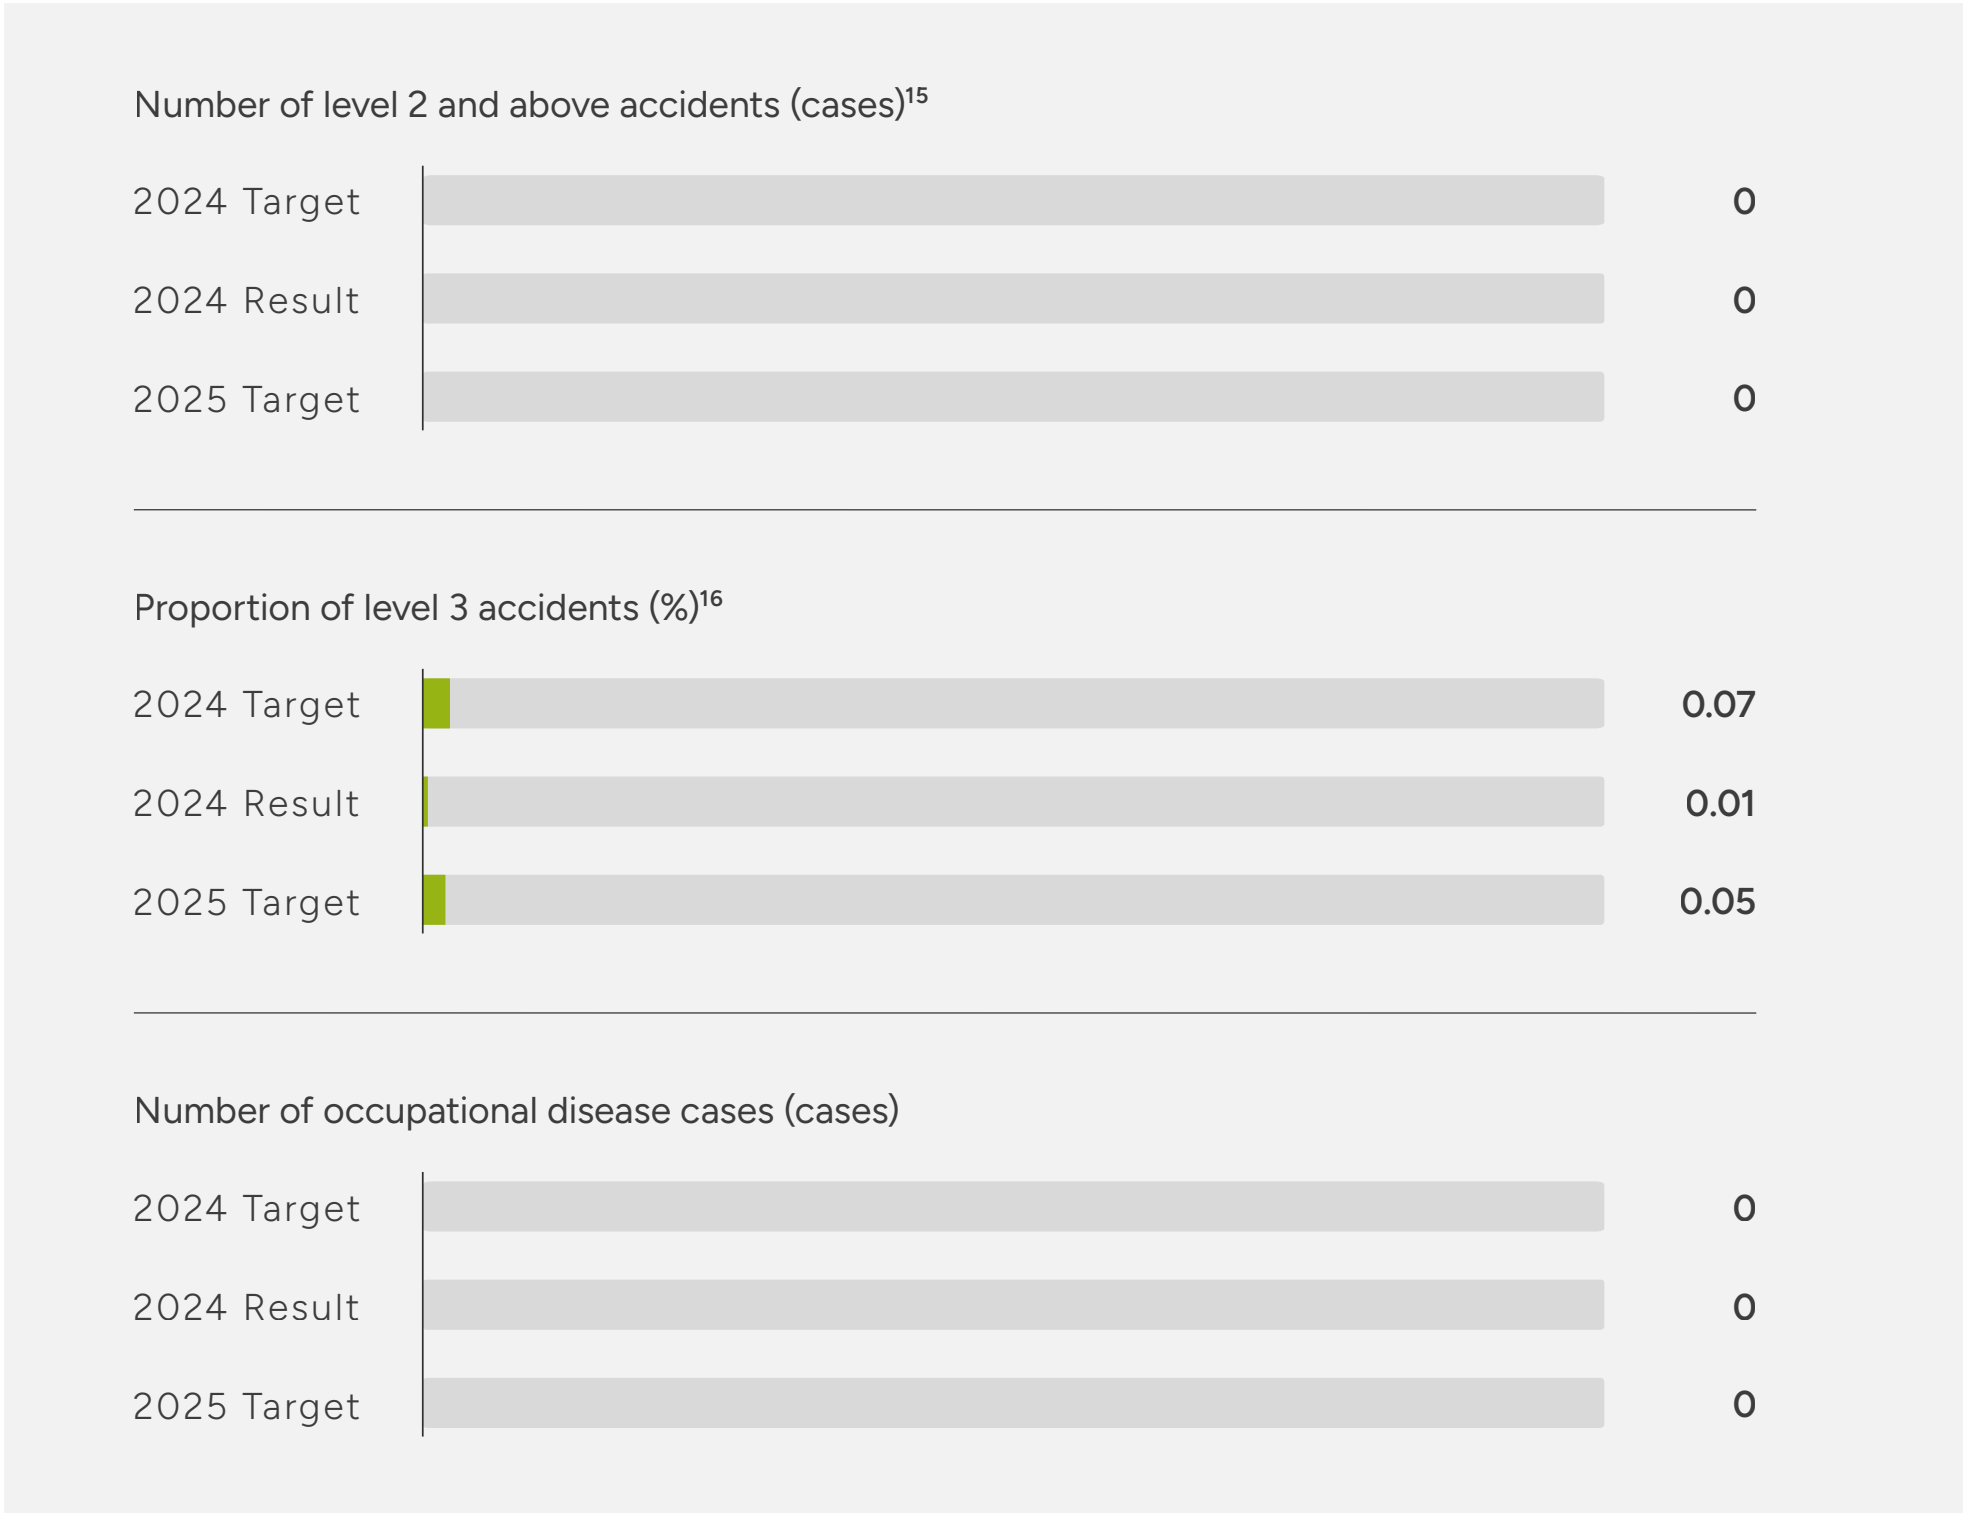 Number of level 2 and above accidents (cases)¹⁵
2024 Target 0
2024 Result 0
2025 Target 0
Proportion of level 3 accidents (%)¹⁶
2024 Target 0.07
2024 Result 0.01
2025 Target 0.05
Number of occupational disease cases (cases)
2024 Target 0
2024 Result 0
2025 Target 0